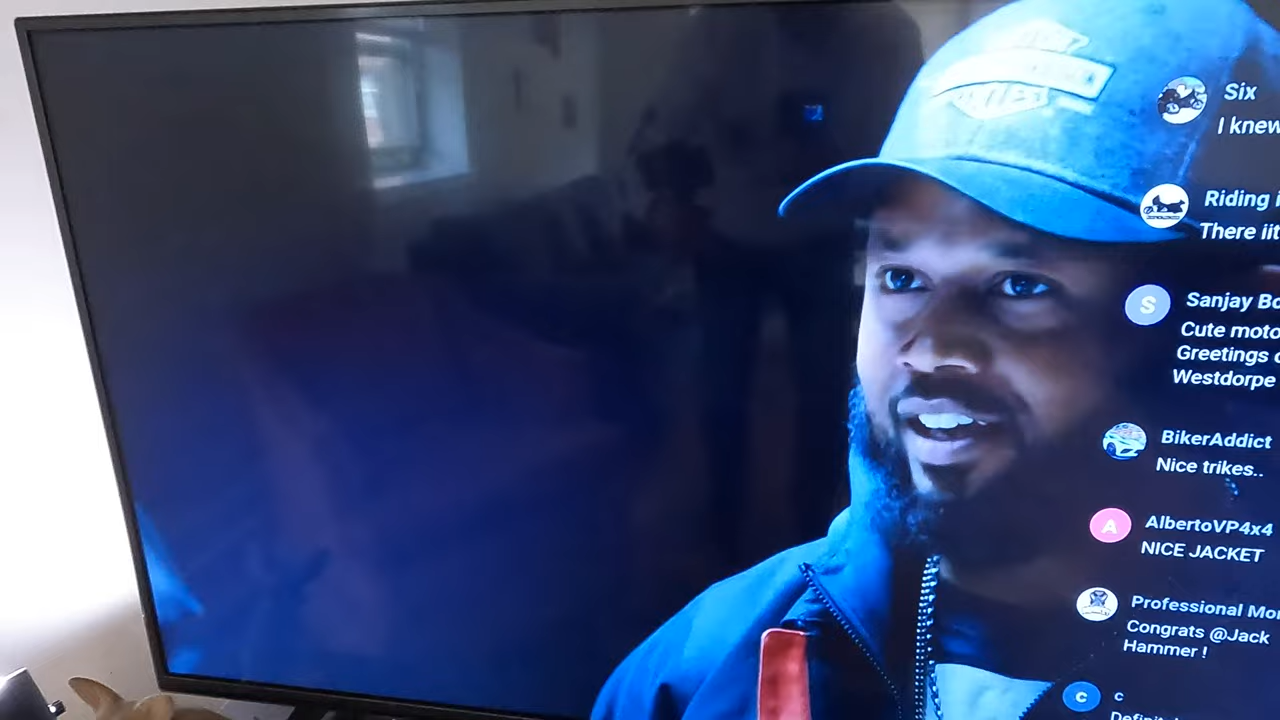 Six
I knew
Riding i
There iit
S
Sanjay Bo
Cute moto
Greetings
Westdorpe
BikerAddict
Nice trikes..
A
AlbertoVP4x4
NICE JACKET
Professional Mo
Congrats @Jack
Hammer !
c
c